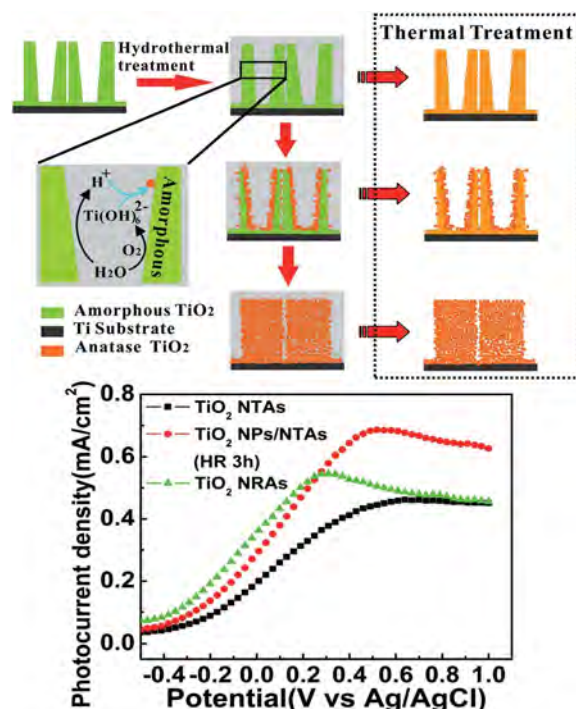 Hydrothermal
treatment
Thermal Treatment
H+
Ti(OH)6 2-
O2
H2O
Amorphous
Amorphous TiO2
Ti Substrate
Anatase TiO2
Photocurrent density(mA/cm2)
0.8
0.6
0.4
0.2
0.0
TiO2 NTAs
TiO2 NPs/NTAs
(HR 3h)
TiO2 NRAs
-0.4 -0.2 0.0 0.2 0.4 0.6 0.8 1.0
Potential(V vs Ag/AgCl)